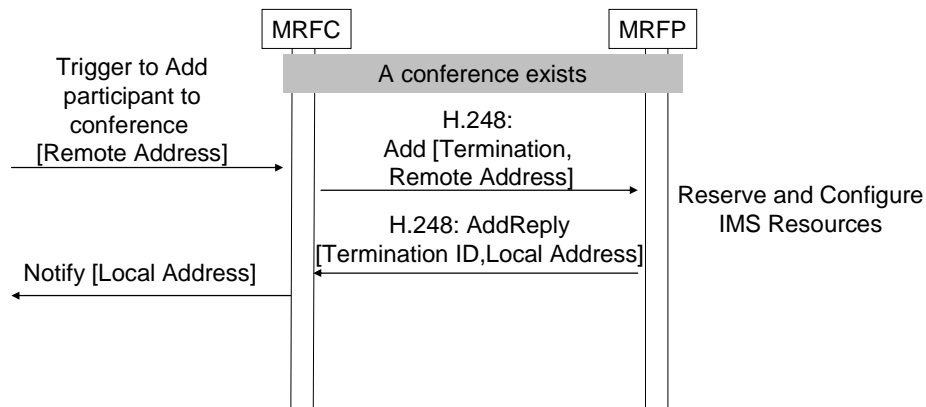 MRFC
MRFP
A conference exists
Trigger to Add
participant to
conference
[Remote Address]
H.248:
Add [Termination,
Remote Address]
Reserve and Configure
IMS Resources
H.248: AddReply
[Termination ID,Local Address]
Notify [Local Address]